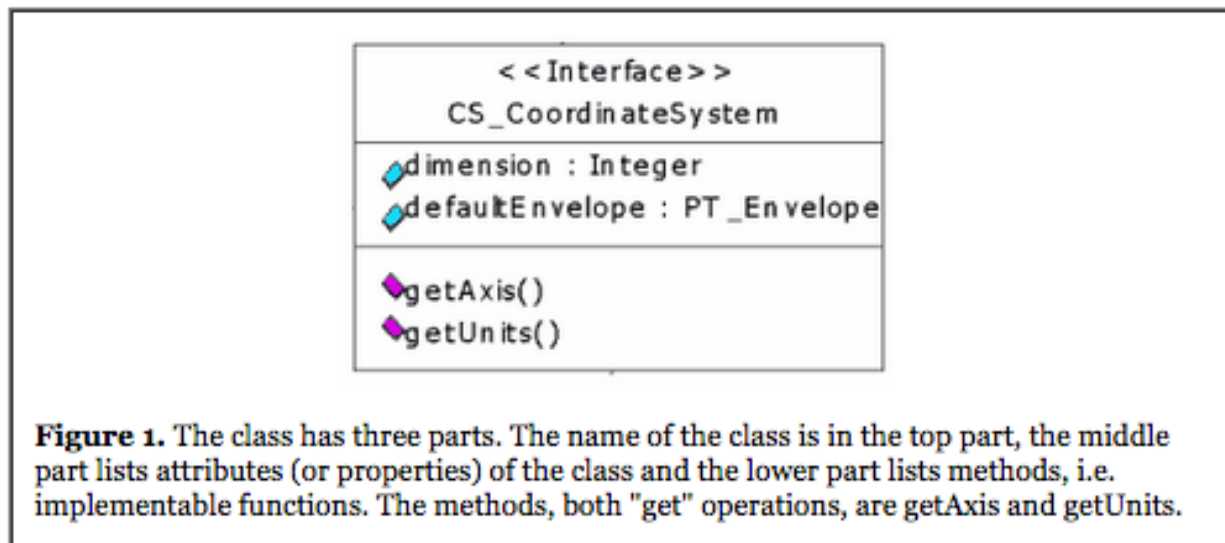 <<Interface>>
CS_CoordinateSystem
dimension : Integer
defaultEnvelope : PT_Envelope
getAxis()
getUnits()
Figure 1. The class has three parts. The name of the class is in the top part, the middle
part lists attributes (or properties) of the class and the lower part lists methods, i.e.
implementable functions. The methods, both "get" operations, are getAxis and getUnits.